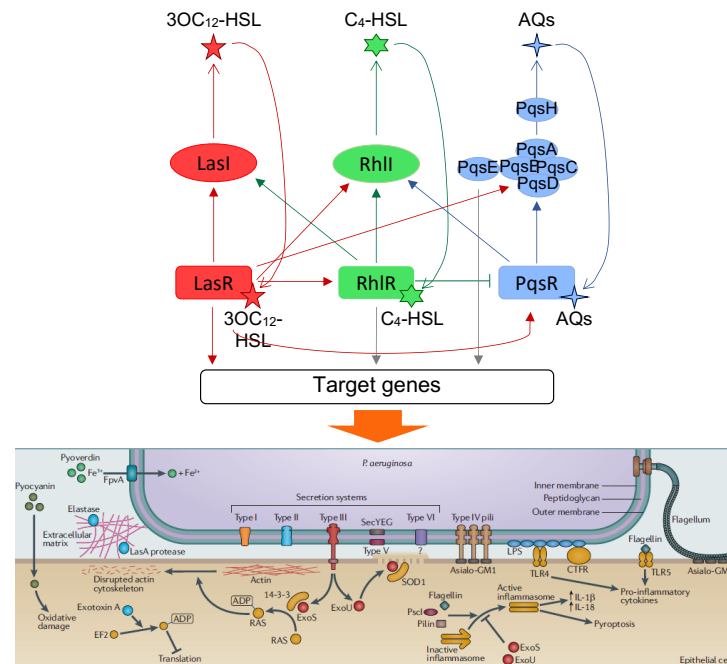 3OC12-HSL
C4-HSL
AQs
PqsH
PqsA
PqsE PqsB PqsC
PqsD
LasI
RhlI
LasR
RhlR
PqsR
3OC12-
HSL
C4-HSL
AQs
Target genes
Pyoverdin
Fe3+
FpvA
+ Fe3+
P. aeruginosa
Pyocyanin
Inner membrane
Peptidoglycan
Outer membrane
Secretion systems
Elastase
Extracellular
matrix
LasA protease
Type I
Type II
Type III
SecYEG
Type V
Type VI
?
Type IV pili
Flagellum
LPS
CTFR
Flagellin
Asialo-GM1
TLR4
TLR5
Asialo-GM
Disrupted actin
cytoskeleton
Actin
SOD1
14-3-3
ExoS
ExoU
ADP
RAS
RAS
Oxidative
damage
Exotoxin A
EF2
ADP
Translation
Flagellin
PscI
Pilin
Inactive
inflammasome
Active
inflammasome
IL-1β
IL-18
Pro-inflammatory
cytokines
Pyroptosis
ExoS
ExoU
Epithelial ce